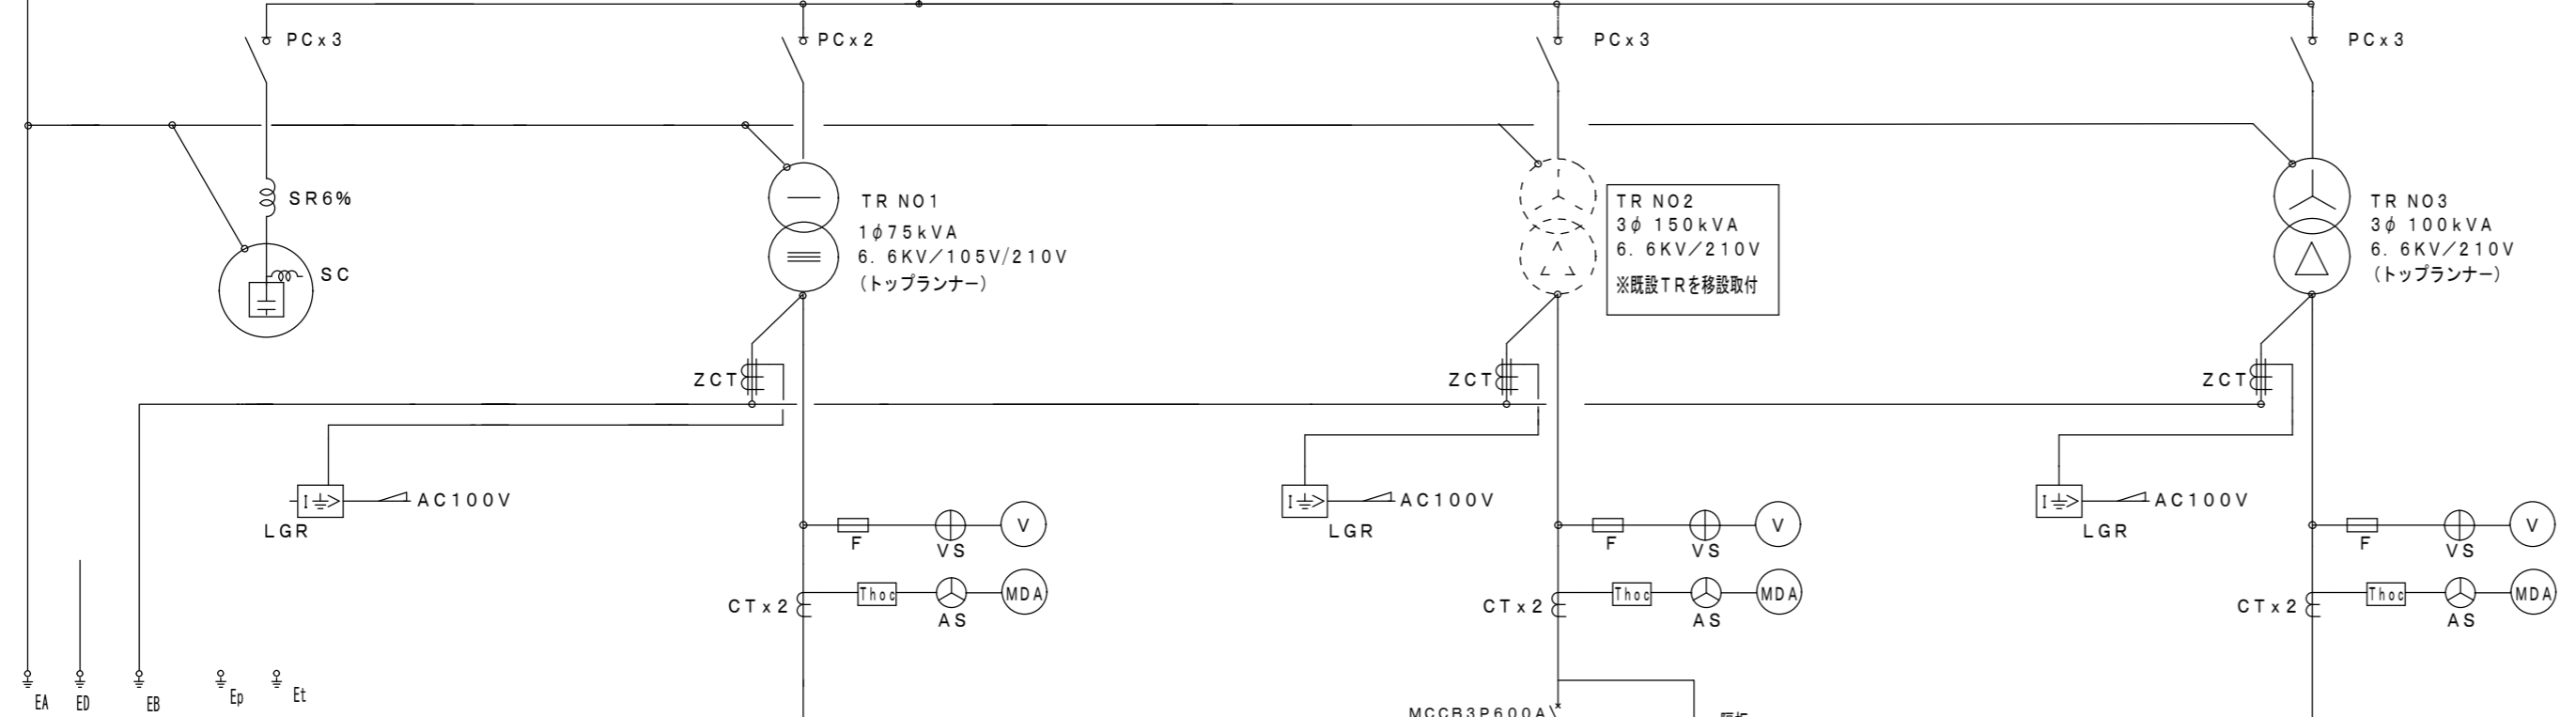 PCx3
PCx2
PCx3
PCx3
SR6%
SC
TR NO1
1φ75kVA
6.6KV/105V/210V
(トップランナー)
TR NO2
3φ 150kVA
6.6KV/210V
※既設TRを移設取付
TR NO3
3φ 100kVA
6.6KV/210V
(トップランナー)
ZCT
ZCT
ZCT
I
AC100V
LGR
I
AC100V
LGR
I
AC100V
LGR
F
VS
V
F
VS
V
F
VS
V
CTx2
Thoc
AS
MDA
CTx2
Thoc
AS
MDA
CTx2
Thoc
AS
MDA
EA
ED
EB
Ep
Et
MCCB3P600A